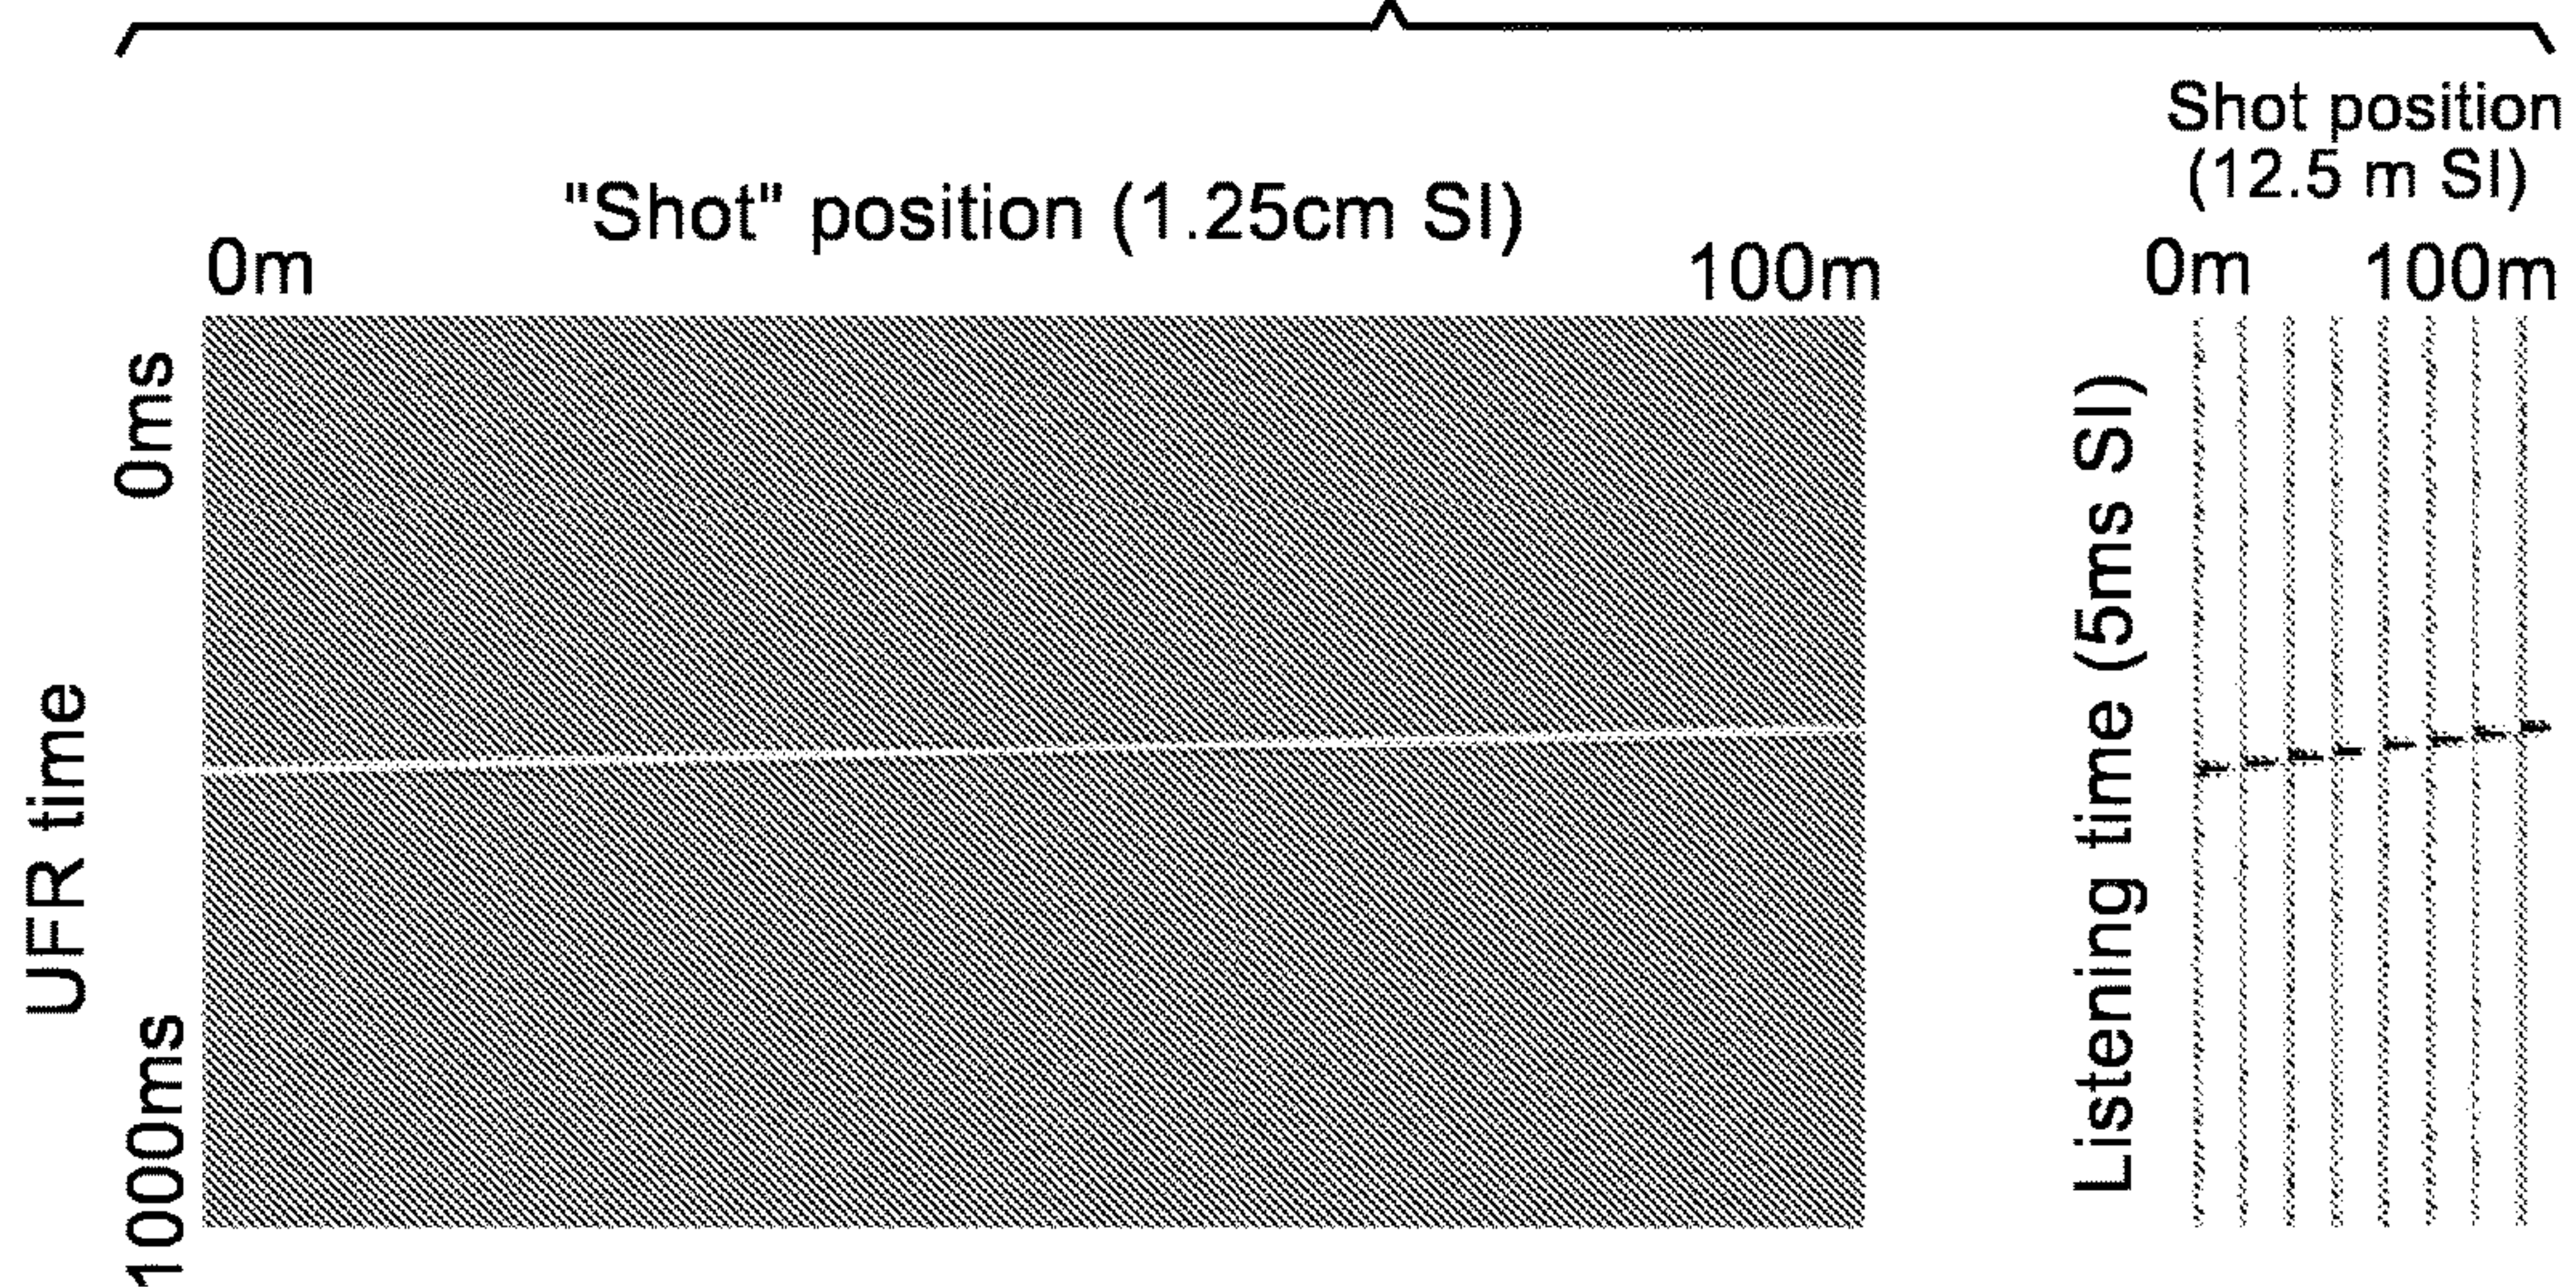 "Shot" position (1.25cm SI)
0m
100m
UFR time
0ms
1000ms
Shot position
(12.5 m SI)
0m
100m
Listening time (5ms SI)